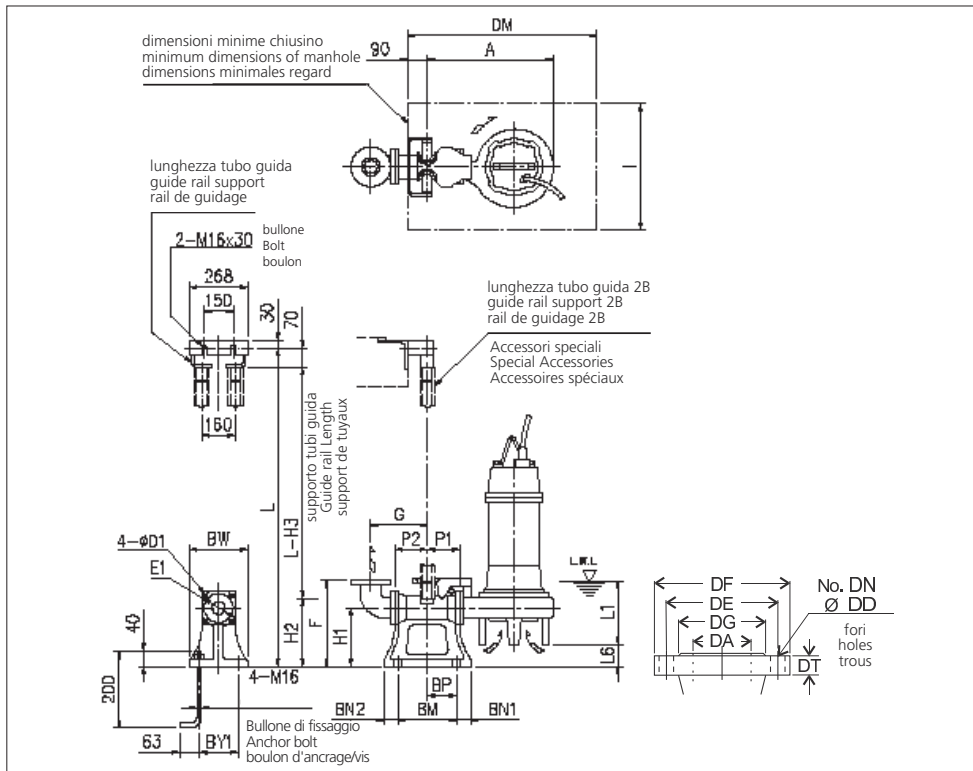 DM
dimensioni minime chiusino
minimum dimensions of manhole
dimensions minimales regard
90
A
I
lunghezza tubo guida
guide rail support
rail de guidage
2-M16x30
bullone
Bolt
boulon
268
150
30
70
160
lunghezza tubo guida 2B
guide rail support 2B
rail de guidage 2B
Accessori speciali
Special Accessories
Accessoires spéciaux
supporto tubi guida
Guide rail Length
support de tuyaux
L
L-H3
G
P2
P1
4-øD1
BW
E1
L.W.L
40
H2
F
H1
L1
L6
4-M16
BP
BN2
BM
BN1
200
63
BY1
Bullone di fissaggio
Anchor bolt
boulon d'ancrage/vis
DF
DE
DG
DA
No. DN
Ø DD
fori
holes
trous
DT